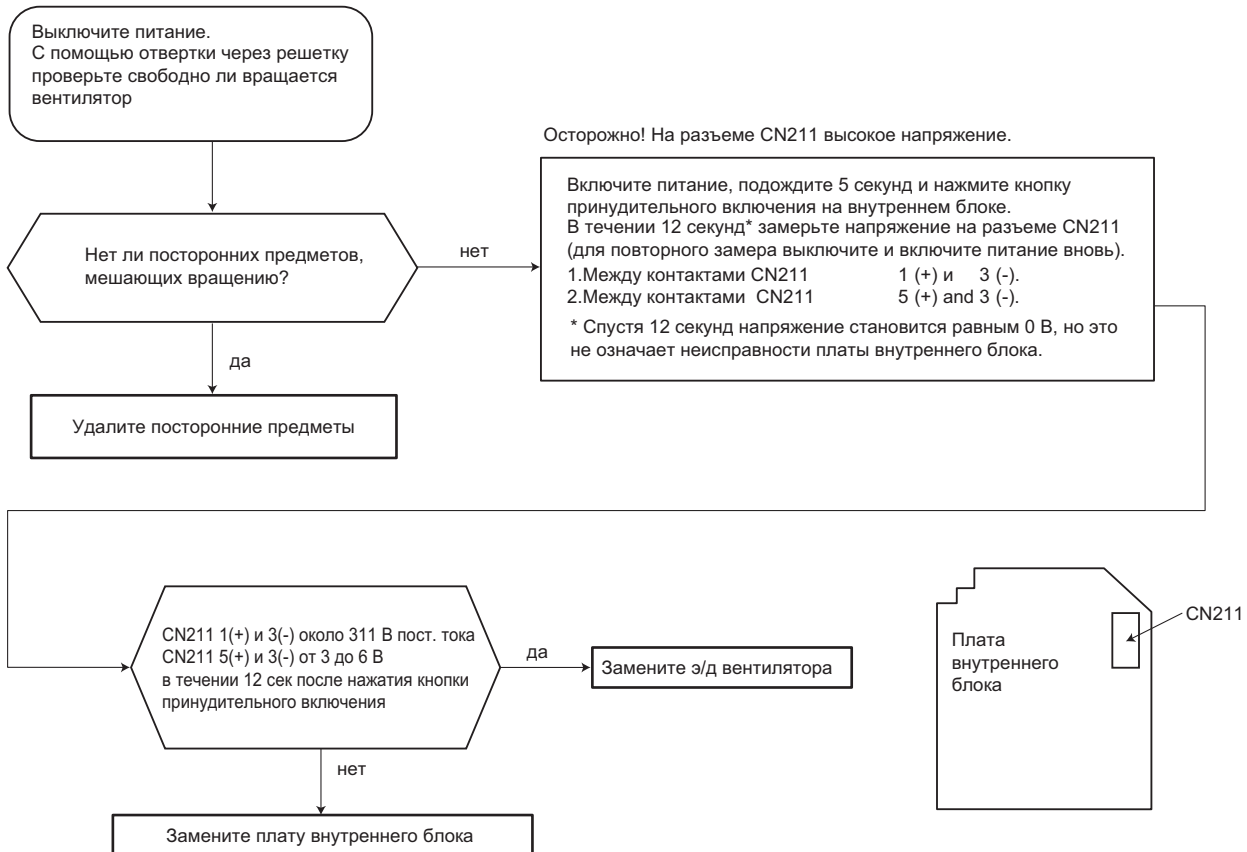 Выключите питание.
С помощью отвертки через решетку
проверьте свободно ли вращается
вентилятор
Осторожно! На разъеме CN211 высокое напряжение.
Включите питание, подождите 5 секунд и нажмите кнопку
принудительного включения на внутреннем блоке.
В течении 12 секунд* замерьте напряжение на разъеме CN211
(для повторного замера выключите и включите питание вновь).
1.Между контактами CN211 1 (+) и 3 (-).
2.Между контактами CN211 5 (+) and 3 (-).
* Спустя 12 секунд напряжение становится равным 0 В, но это
не означает неисправности платы внутреннего блока.
Нет ли посторонних предметов,
мешающих вращению?
нет
да
Удалите посторонние предметы
CN211 1(+) и 3(-) около 311 В пост. тока
CN211 5(+) и 3(-) от 3 до 6 В
в течении 12 сек после нажатия кнопки
принудительного включения
да
Замените э/д вентилятора
нет
Замените плату внутреннего блока
CN211
Плата
внутреннего
блока